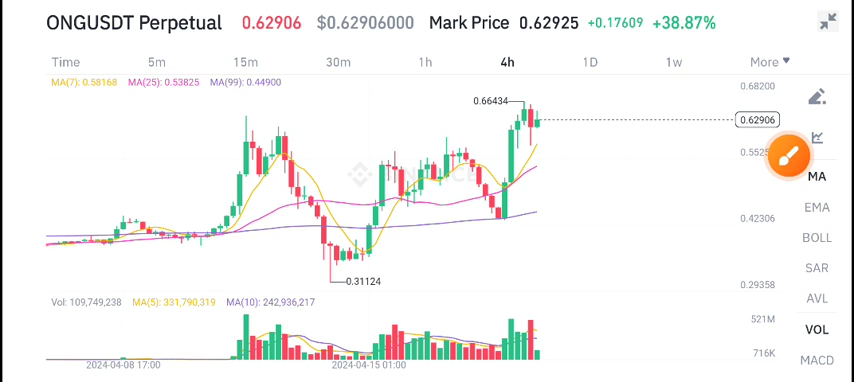 ONGUSDT Perpetual 0.62906 $0.62906000 Mark Price 0.62925 +0.17609 +38.87%
Time 5m 15m 30m 1h 4h 1D 1w More
MA(7): 0.58168 MA(25): 0.53825 MA(99): 0.44900
0.68200
0.66434
0.62906
MA
0.42306
EMA
BOLL
SAR
0.31124
0.29358
AVL
Vol: 109,749,238 MA(5): 331,790,319 MA(10): 242,936,217
521M
VOL
716K
MACD
2024-04-08 17:00 2024-04-15 01:00